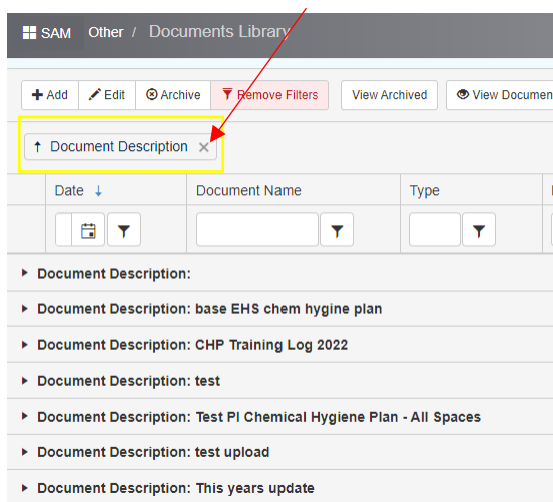 SAM Other / Documents Library
Add Edit Archive Remove Filters View Archived View Documen
Document Description
Date Document Name Type
Document Description:
Document Description: base EHS chem hygine plan
Document Description: CHP Training Log 2022
Document Description: test
Document Description: Test PI Chemical Hygiene Plan - All Spaces
Document Description: test upload
Document Description: This years update